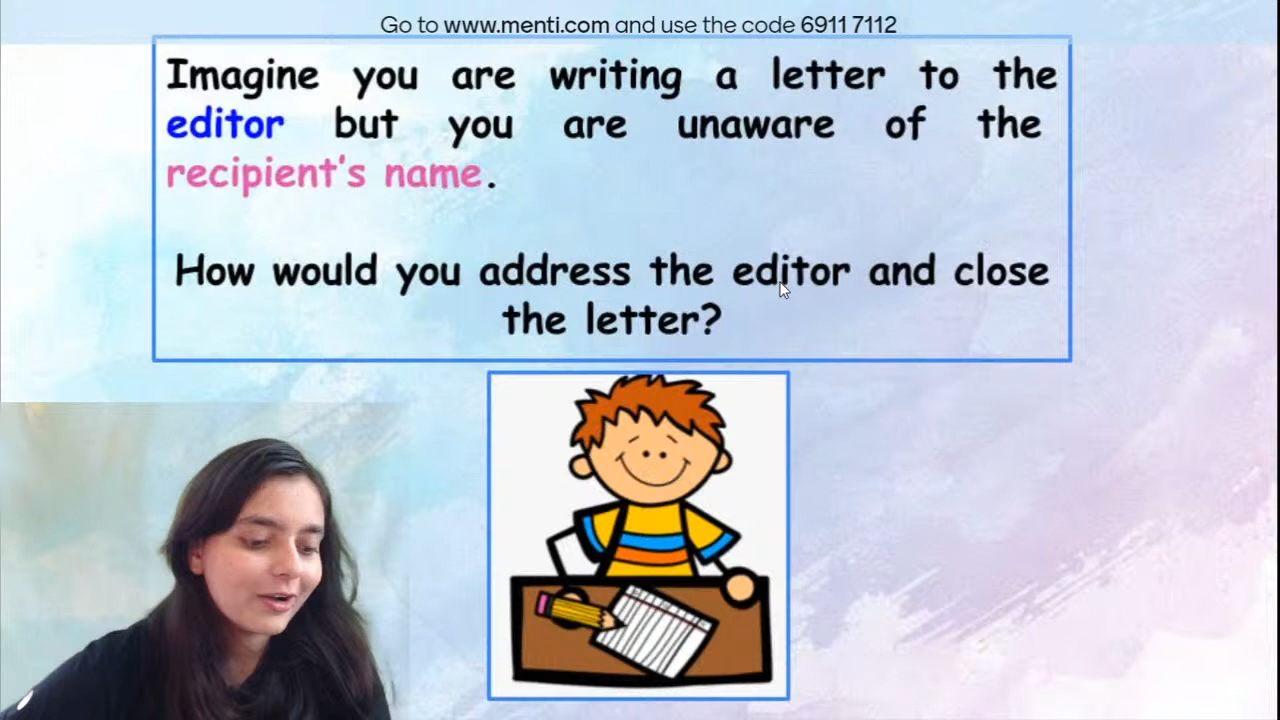 Go to www.menti.com and use the code 6911 7112
Imagine you are writing a letter to the
editor but you are unaware of the
recipient's name.
How would you address the editor and close
the letter?